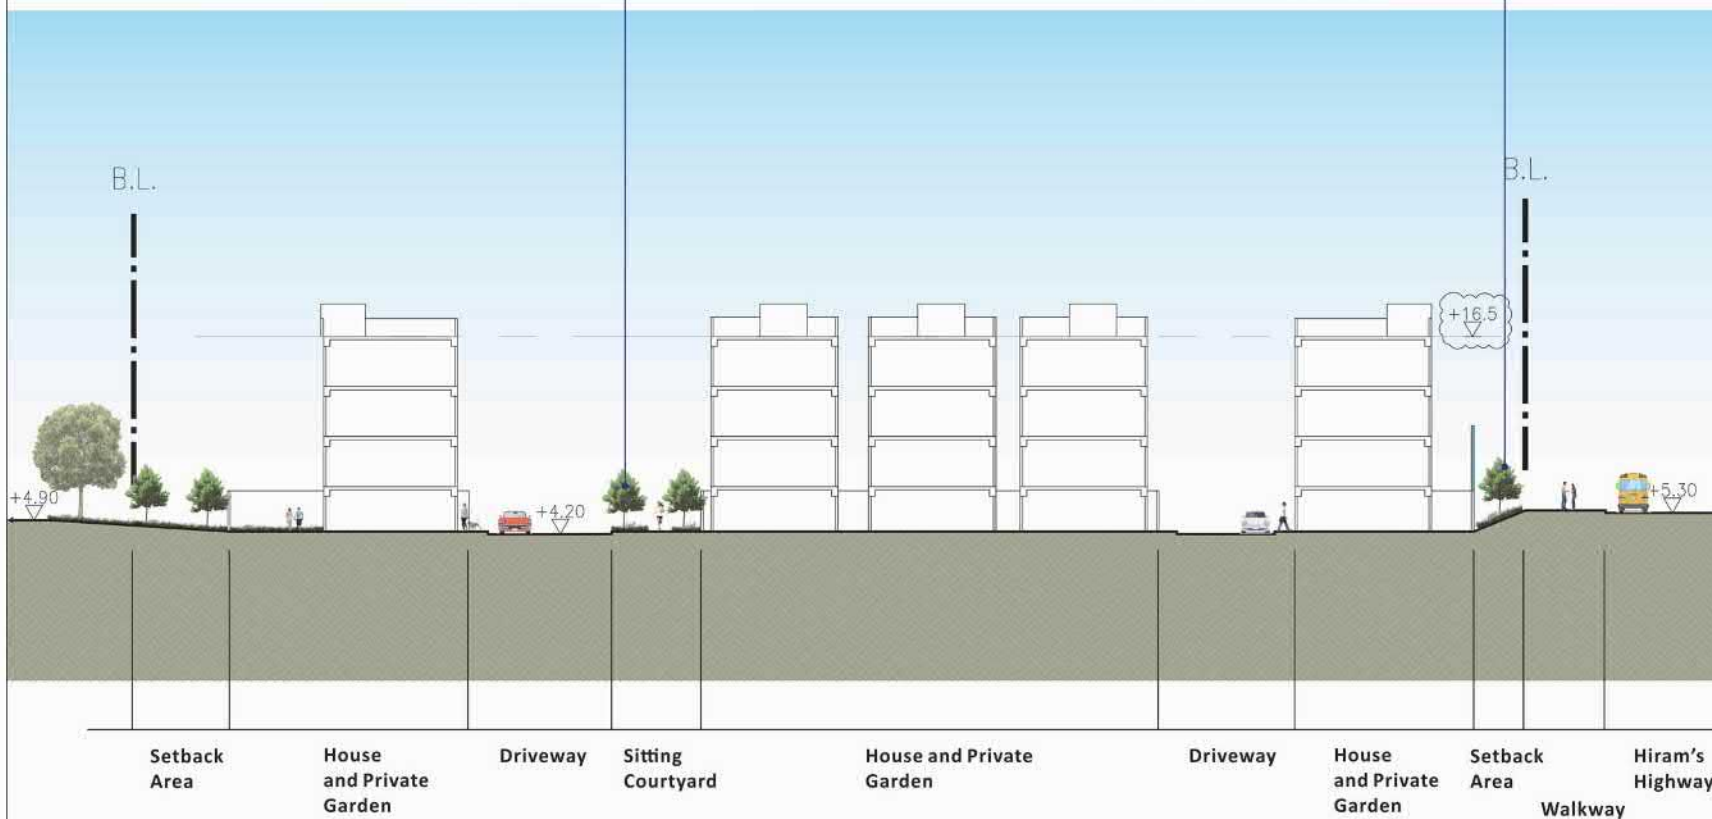 B.L.
B.L.
+16.5
+4.90
+4.20
+5.30
Setback
Area
House
and Private
Garden
Driveway
Sitting
Courtyard
House and Private
Garden
Driveway
House
and Private
Garden
Setback
Area
Walkway
Hiram's
Highway